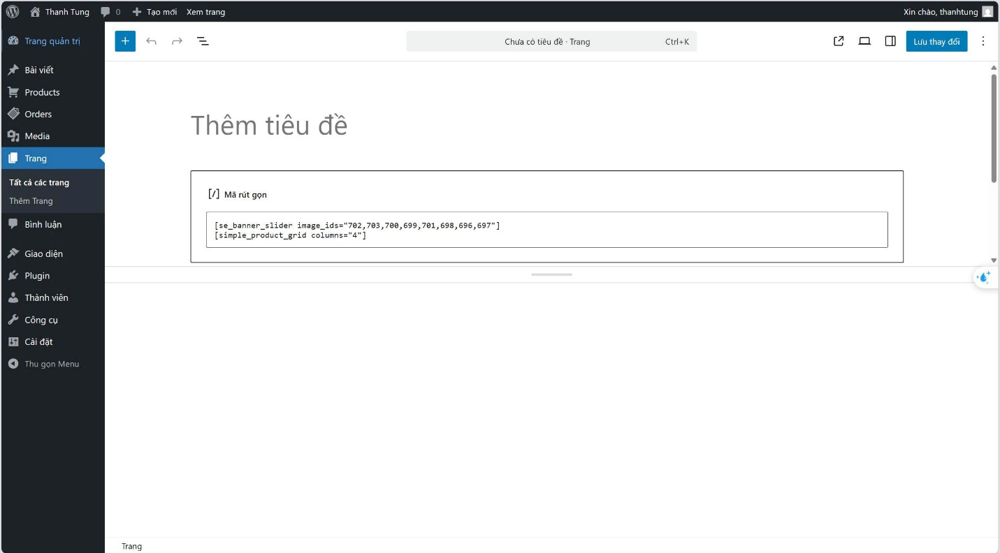 Thanh Tung 0 Tạo mới Xem trang Xin chào, thanhtung
Trang quản trị
Bài viết
Products
Orders
Media
Trang
Tất cả các trang
Thêm Trang
Bình luận
Giao diện
Plugin
Thành viên
Công cụ
Cài đặt
Thu gọn Menu
Chưa có tiêu đề · Trang Ctrl+K
Lưu thay đổi
Thêm tiêu đề
[/] Mã rút gọn
[se_banner_slider image_ids="702,703,700,699,701,698,696,697"]
[simple_product_grid columns="4"]
Trang